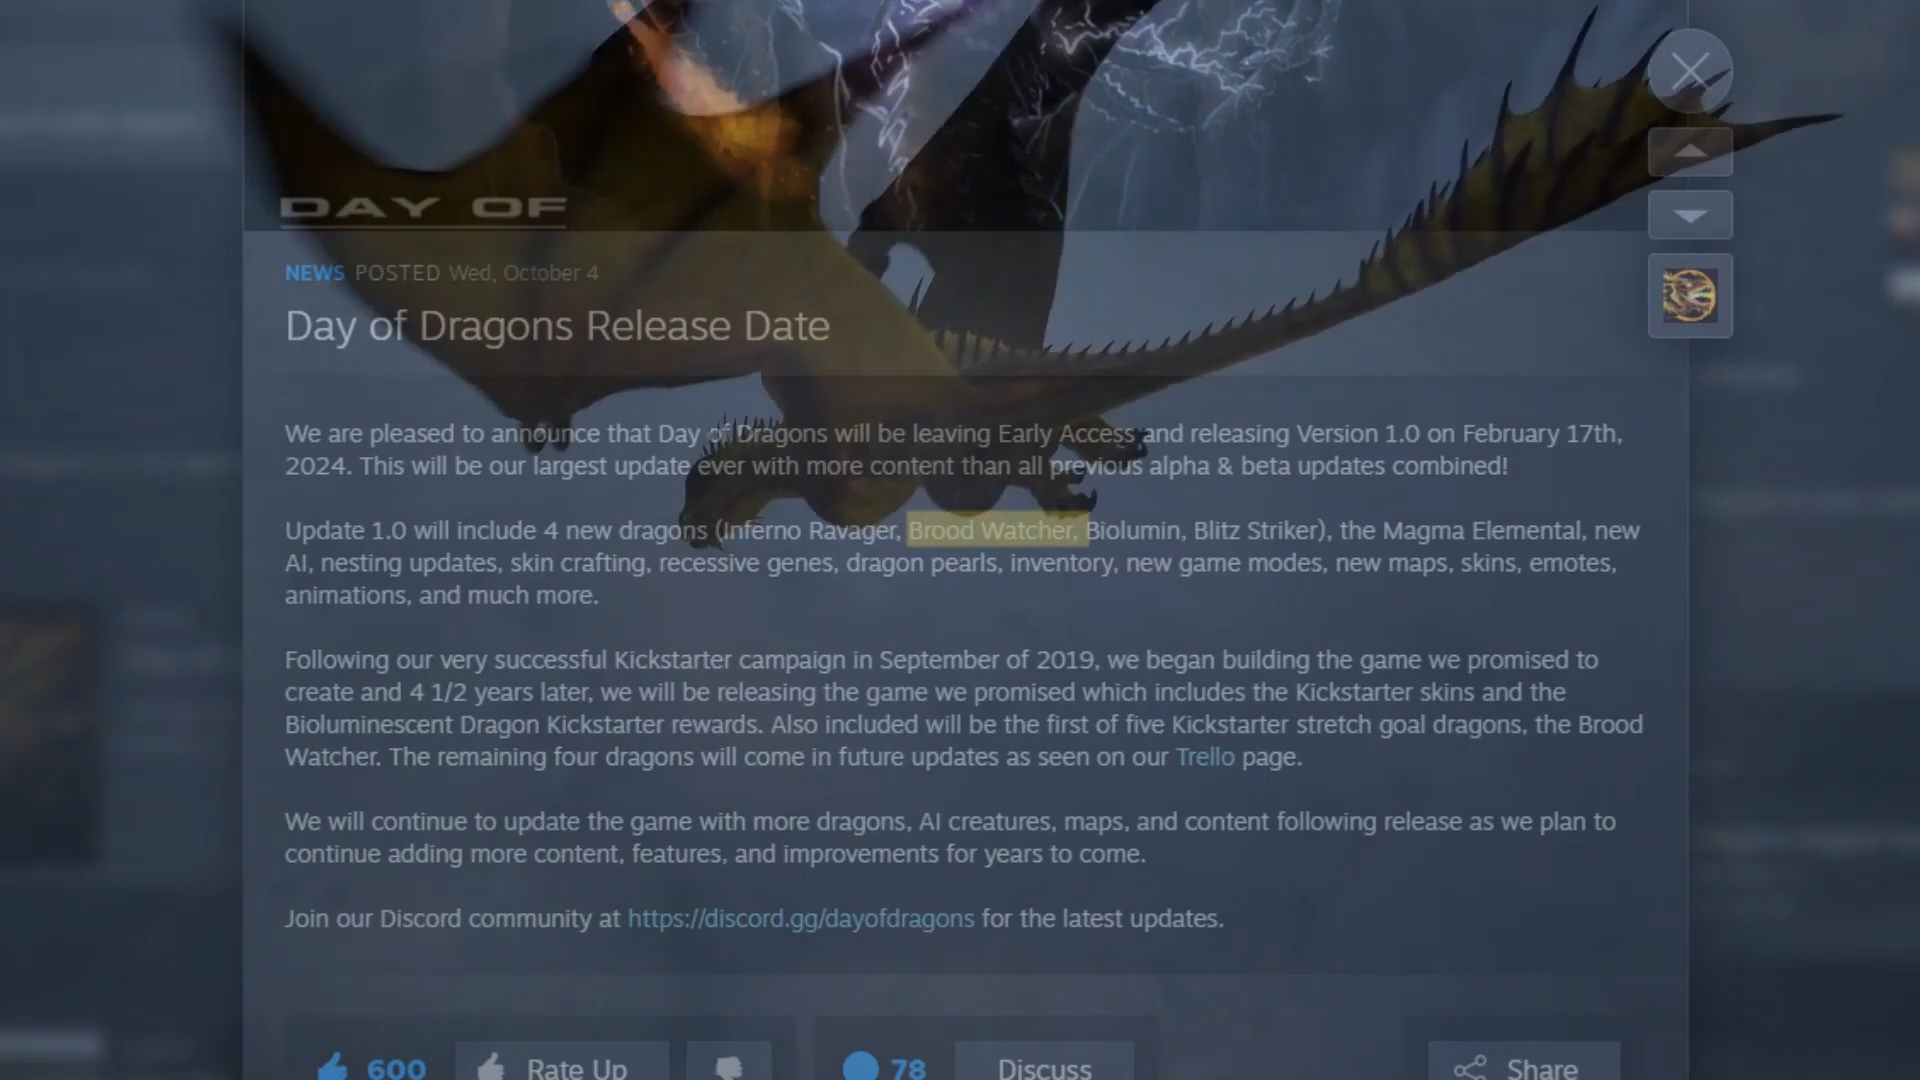 DAY OF
NEWS POSTED Wed, October 4
Day of Dragons Release Date
We are pleased to announce that Day of Dragons will be leaving Early Access and releasing Version 1.0 on February 17th,
2024. This will be our largest update ever with more content than all previous alpha & beta updates combined!
Update 1.0 will include 4 new dragons (Inferno Ravager, Brood Watcher, Biolumin, Blitz Striker), the Magma Elemental, new
AI, nesting updates, skin crafting, recessive genes, dragon pearls, inventory, new game modes, new maps, skins, emotes,
animations, and much more.
Following our very successful Kickstarter campaign in September of 2019, we began building the game we promised to
create and 4 1/2 years later, we will be releasing the game we promised which includes the Kickstarter skins and the
Bioluminescent Dragon Kickstarter rewards. Also included will be the first of five Kickstarter stretch goal dragons, the Brood
Watcher. The remaining four dragons will come in future updates as seen on our Trello page.
We will continue to update the game with more dragons, AI creatures, maps, and content following release as we plan to
continue adding more content, features, and improvements for years to come.
Join our Discord community at https://discord.gg/dayofdragons for the latest updates.
600 Rate Up 78 Discuss Share